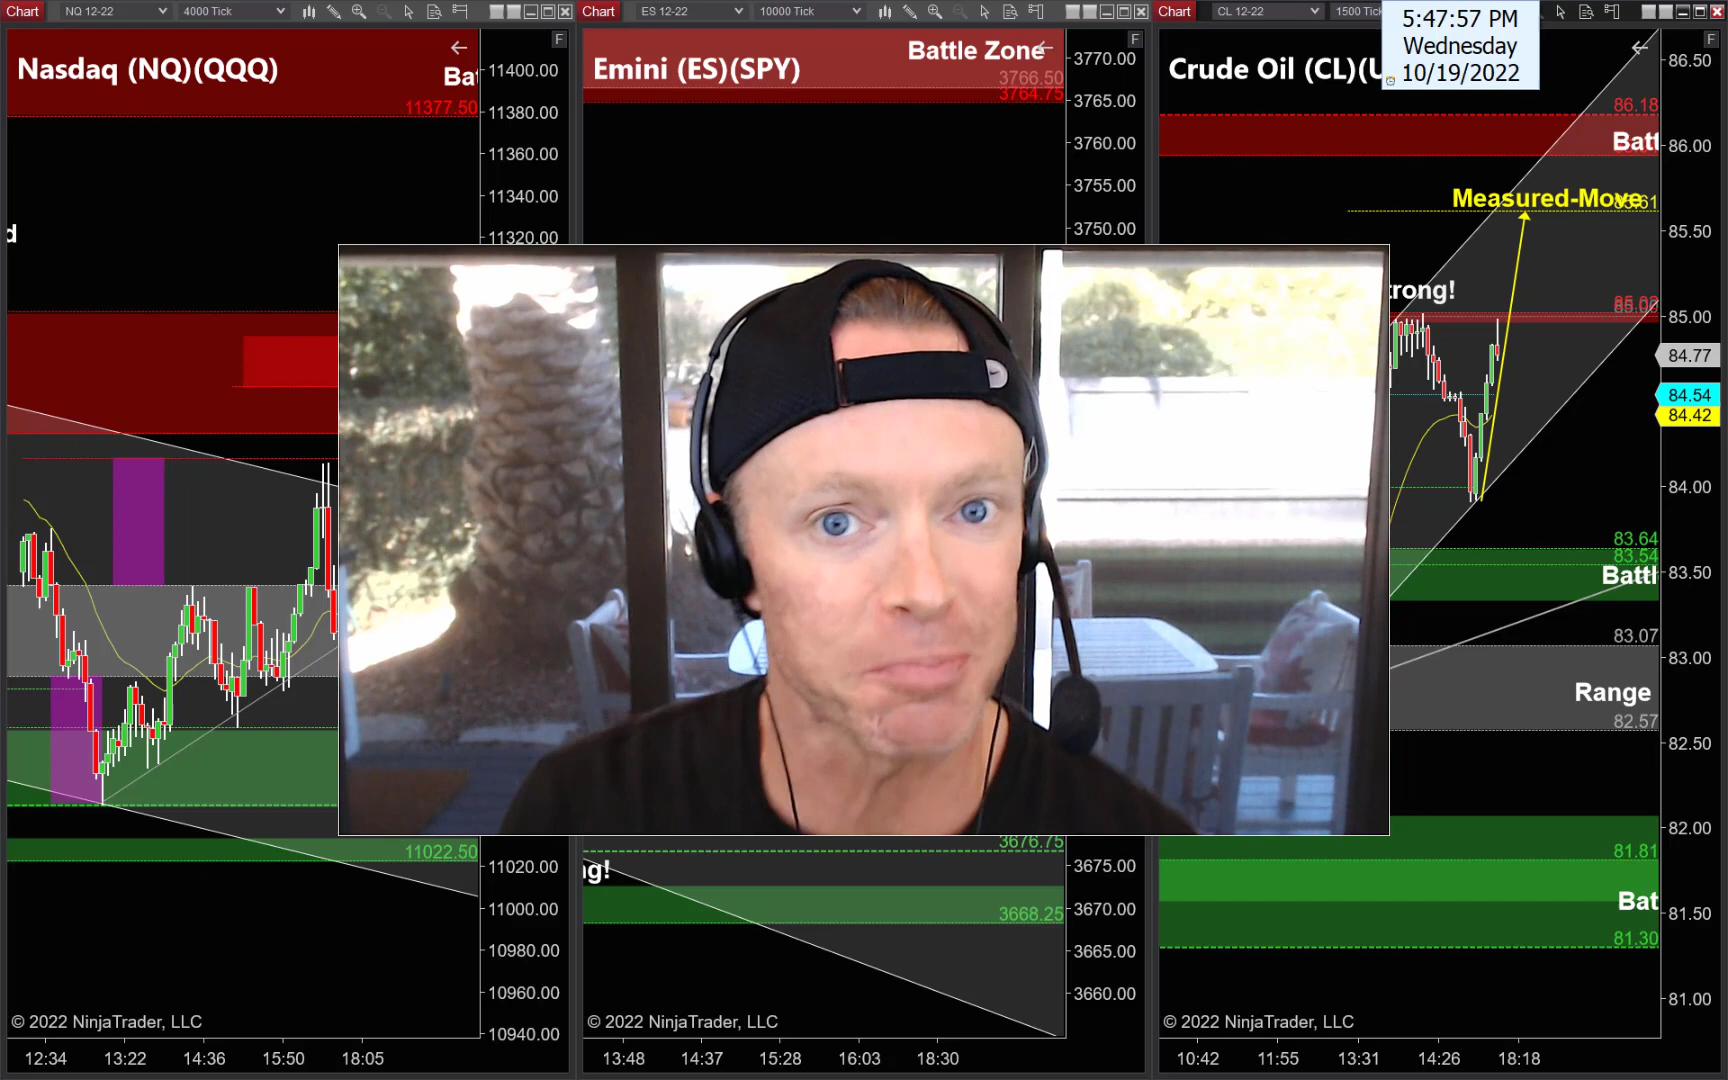 Chart NQ 12-22 4000 Tick
Chart ES 12-22 10000 Tick
Chart CL 12-22 1500 Tick
5:47:57 PM
Wednesday
10/19/2022
Nasdaq (NQ)(QQQ)
Bat
11377.50
d
11022.50
F
11400.00
11380.00
11360.00
11340.00
11320.00
11020.00
11000.00
10980.00
10960.00
10940.00
© 2022 NinjaTrader, LLC
12:34 13:22 14:36 15:50 18:05
Emini (ES)(SPY)
Battle Zone
3766.50
3764.75
F
3770.00
3765.00
3760.00
3755.00
3750.00
3676.75
ng!
3668.25
3675.00
3670.00
3665.00
3660.00
© 2022 NinjaTrader, LLC
13:48 14:37 15:28 16:03 18:30
Crude Oil (CL)(U
F
86.18
Batt
Measured-Move
trong!
83.64
83.54
Battl
83.07
Range
82.57
81.81
Bat
81.30
86.50
86.00
85.50
85.00
84.77
84.54
84.42
84.00
83.50
83.00
82.50
82.00
81.50
81.00
© 2022 NinjaTrader, LLC
10:42 11:55 13:31 14:26 18:18